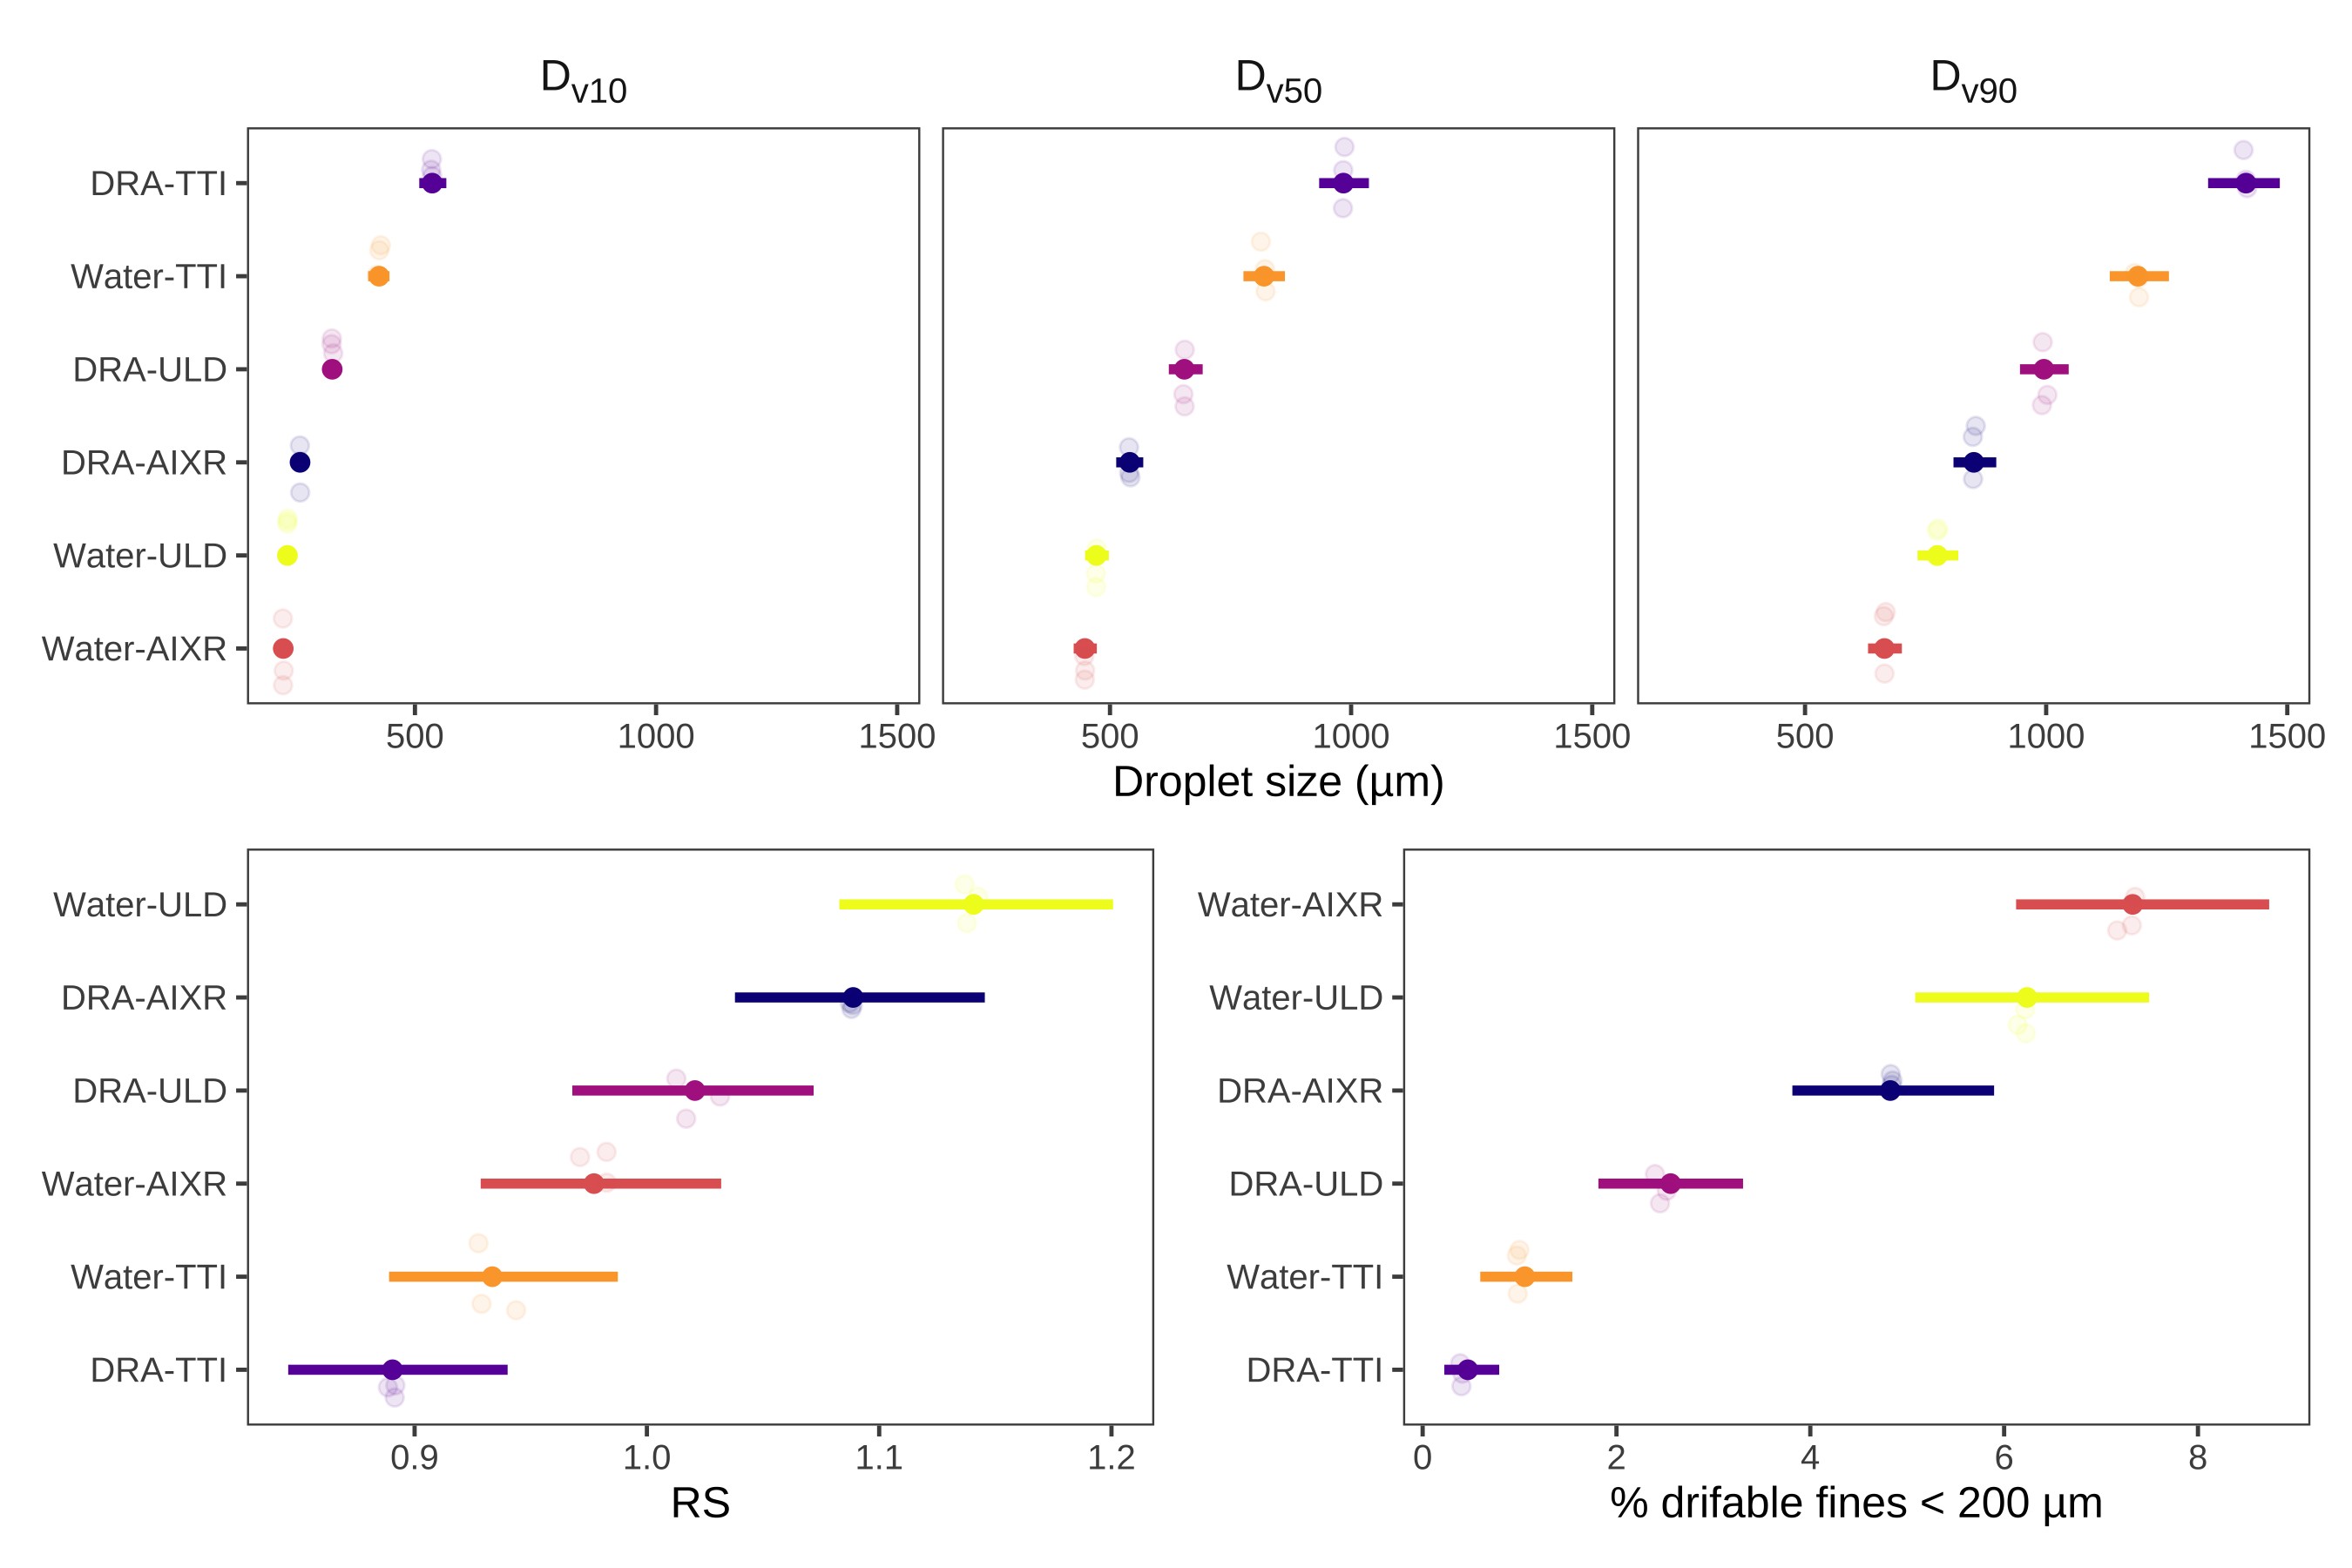 Dv10 Dv50 Dv90
DRA-TTI
Water-TTI
DRA-ULD
DRA-AIXR
Water-ULD
Water-AIXR
500 1000 1500 500 1000 1500 500 1000 1500
Droplet size (µm)
Water-ULD
DRA-AIXR
DRA-ULD
Water-AIXR
Water-TTI
DRA-TTI
0.9 1.0 1.1 1.2
RS
Water-AIXR
Water-ULD
DRA-AIXR
DRA-ULD
Water-TTI
DRA-TTI
0 2 4 6 8
% drifable fines < 200 µm